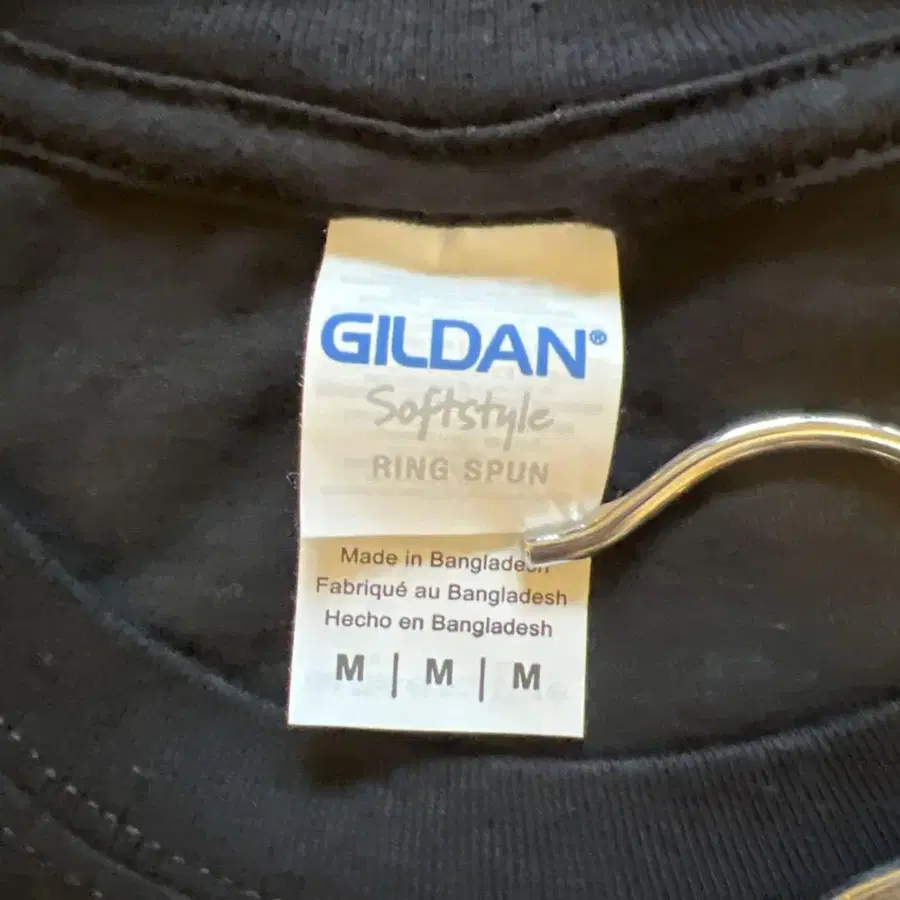 GILDAN®
Softstyle
RING SPUN
Made in Bangladesh
Fabriqué au Bangladesh
Hecho en Bangladesh
M | M | M